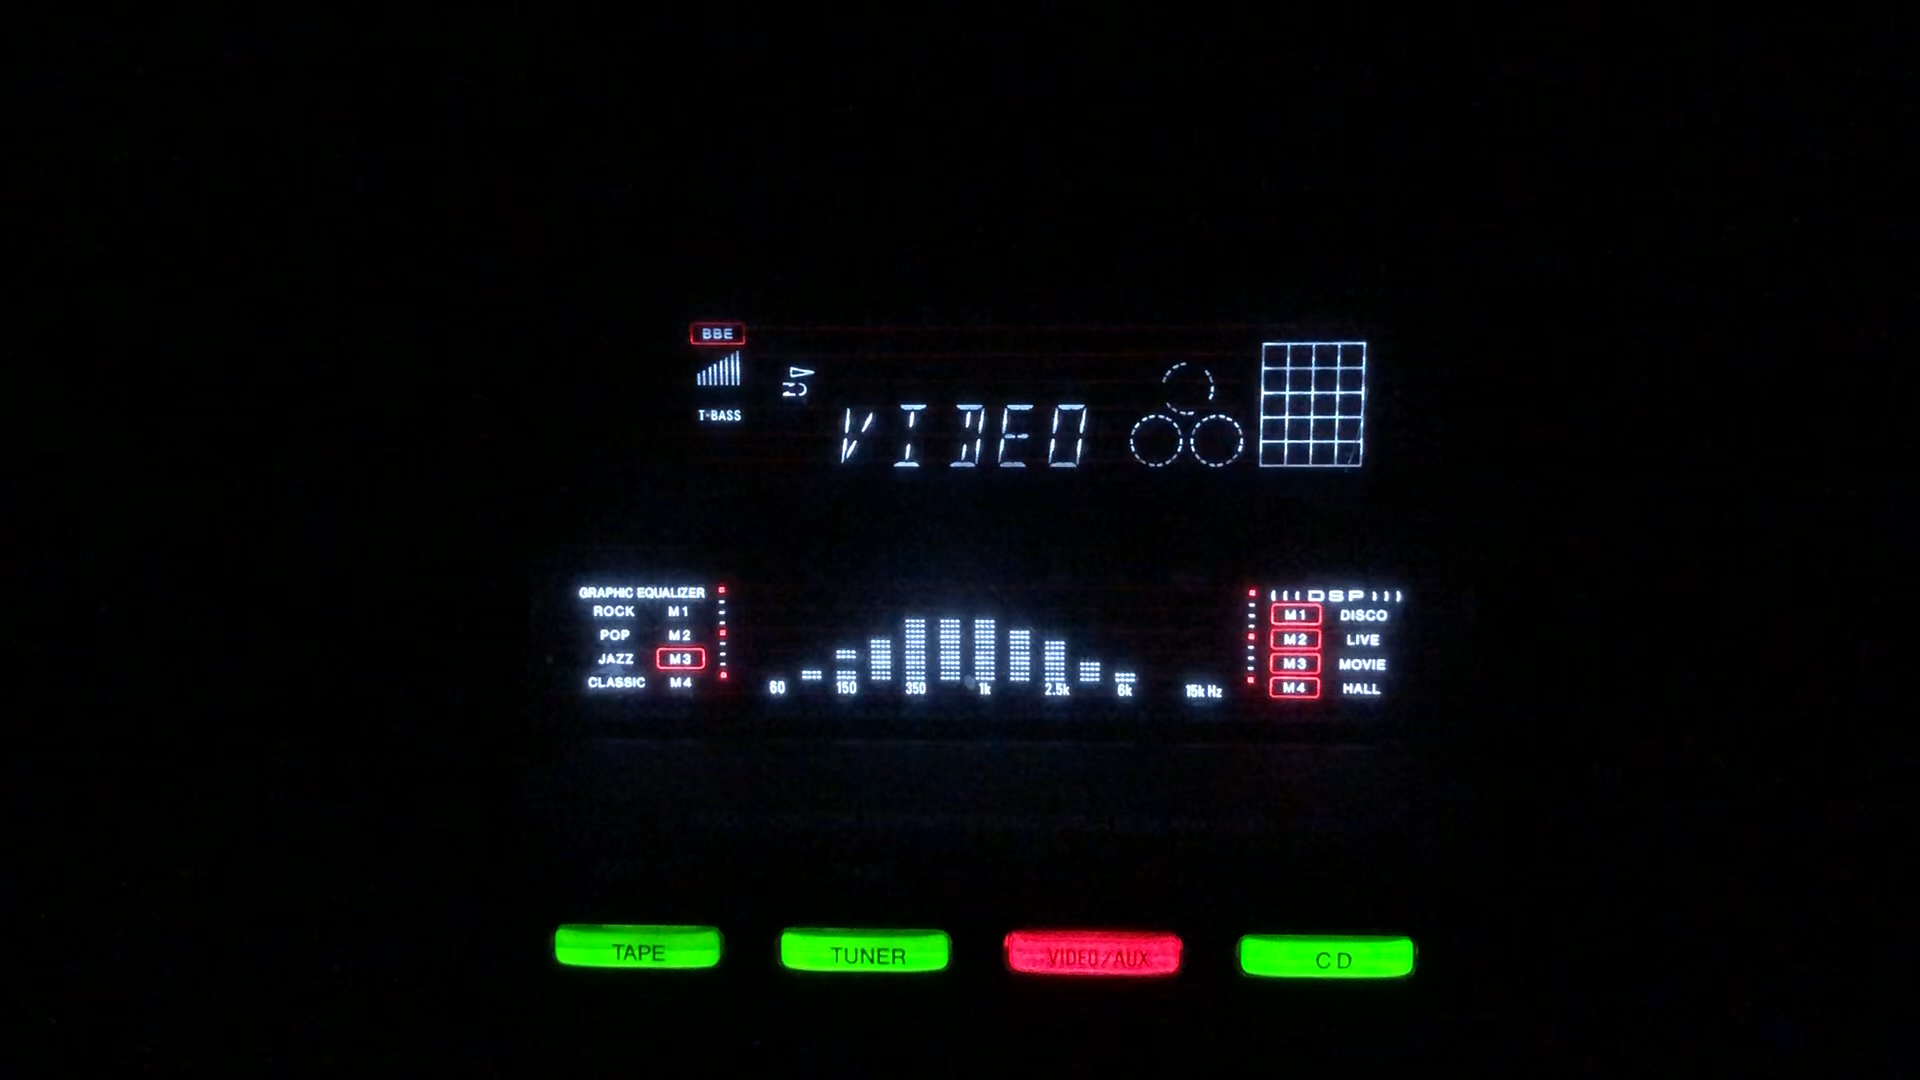 BBE
T-BASS
VIDEO
GRAPHIC EQUALIZER
ROCK M1
POP M2
JAZZ M3
CLASSIC M4
60 150 350 1k 2.5k 6k 15k Hz
(((DSP)))
M1 DISCO
M2 LIVE
M3 MOVIE
M4 HALL
TAPE
TUNER
VIDEO/AUX
CD